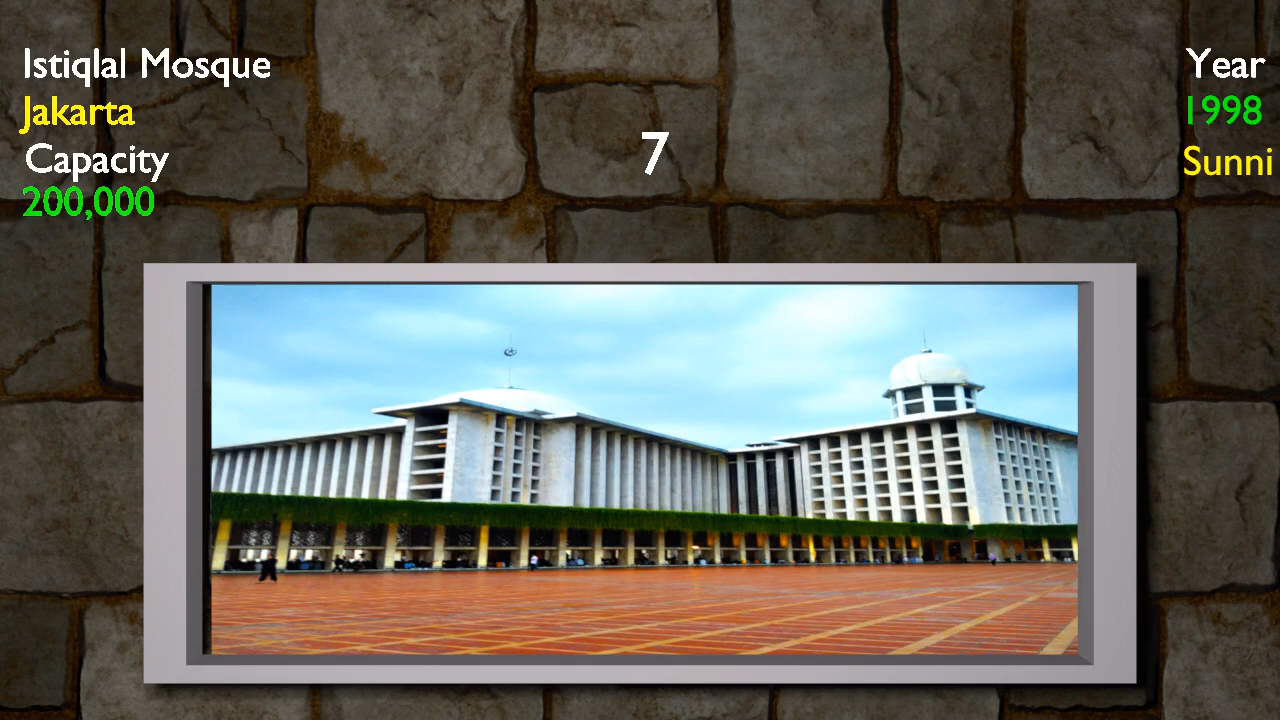 Istiqlal Mosque
Jakarta
Capacity
200,000
7
Year
1998
Sunni